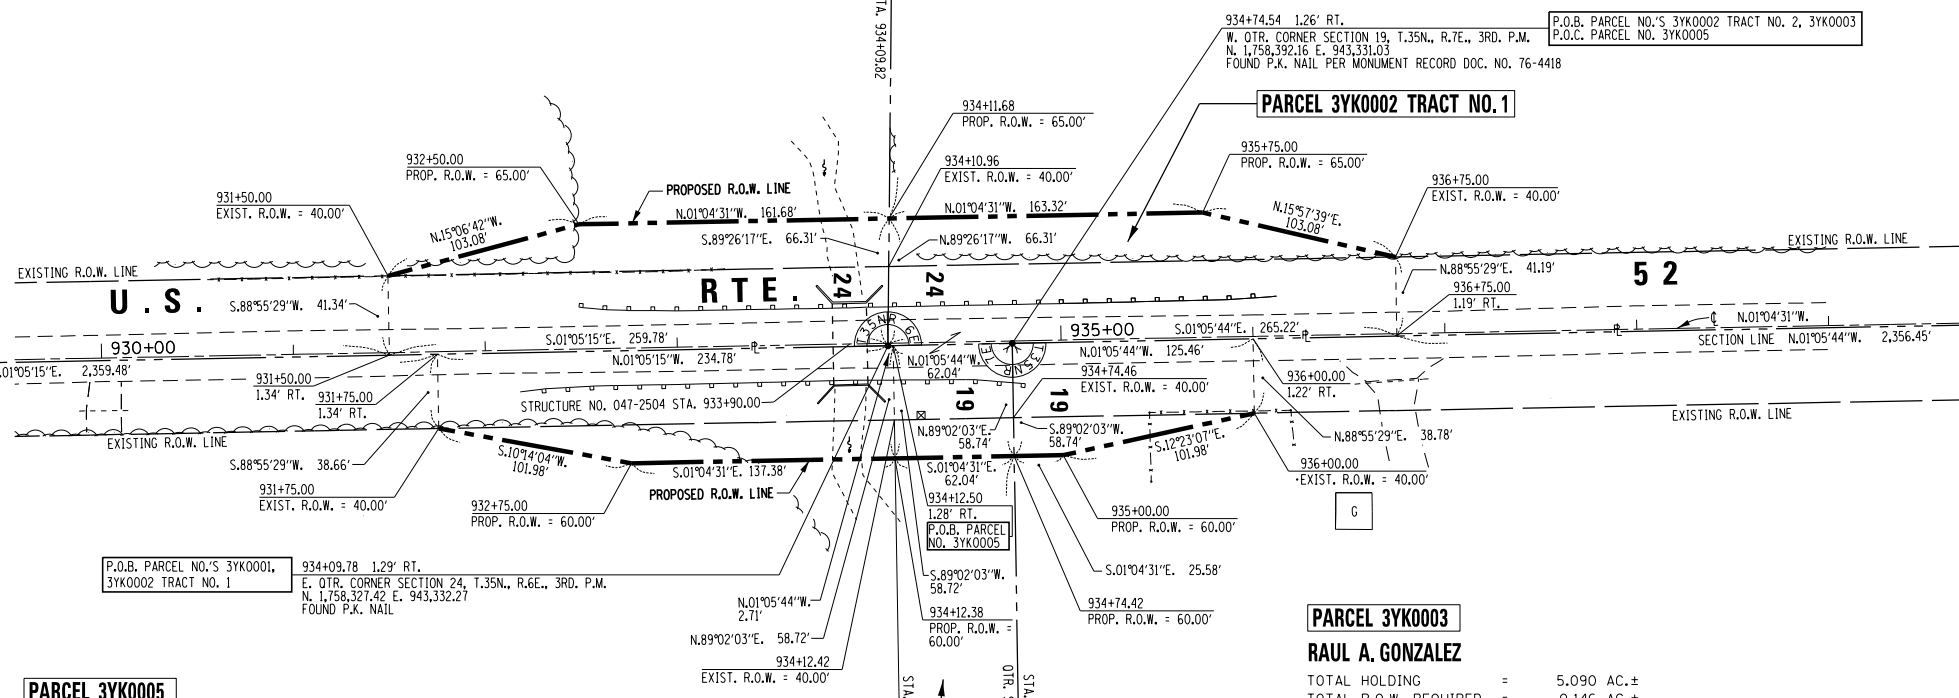 STA. 934+09.82
934+74.54 1.26' RT.
W. QTR. CORNER SECTION 19, T.35N., R.7E., 3RD. P.M.
N. 1,758,392.16 E. 943,331.03
FOUND P.K. NAIL PER MONUMENT RECORD DOC. NO. 76-4418
P.O.B. PARCEL NO.'S 3YK0002 TRACT NO. 2, 3YK0003
P.O.C. PARCEL NO. 3YK0005
PARCEL 3YK0002 TRACT NO. 1
934+11.68
PROP. R.O.W. = 65.00'
932+50.00
PROP. R.O.W. = 65.00'
934+10.96
EXIST. R.O.W. = 40.00'
935+75.00
PROP. R.O.W. = 65.00'
936+75.00
EXIST. R.O.W. = 40.00'
931+50.00
EXIST. R.O.W. = 40.00'
PROPOSED R.O.W. LINE
N.15°06'42"W.
103.08'
N.01°04'31"W. 161.68'
N.01°04'31"W. 163.32'
N.15°57'39"E.
103.08'
S.89°26'17"E. 66.31'
N.89°26'17"W. 66.31'
EXISTING R.O.W. LINE
EXISTING R.O.W. LINE
U.S. RTE. 52
24
24
S.88°55'29"W. 41.34'
N.88°55'29"E. 41.19'
936+75.00
1.19' RT.
930+00
S.01°05'15"E. 259.78'
N.01°05'15"W. 234.78'
T35N R6E
935+00
S.01°05'44"E. 265.22'
N.01°05'44"W. 125.46'
N.01°05'44"W.
62.04'
T35NR7E
℄ N.01°04'31"W.
SECTION LINE N.01°05'44"W. 2,356.45'
.01°05'15"E. 2,359.48'
931+50.00
1.34' RT.
931+75.00
1.34' RT.
STRUCTURE NO. 047-2504 STA. 933+90.00
934+74.46
EXIST. R.O.W. = 40.00'
936+00.00
1.22' RT.
19
19
EXISTING R.O.W. LINE
EXISTING R.O.W. LINE
N.89°02'03"E.
58.74'
S.89°02'03"W.
58.74'
S.12°23'07"E.
101.98'
N.88°55'29"E. 38.78'
S.88°55'29"W. 38.66'
S.10°14'04"W.
101.98'
S.01°04'31"E. 137.38'
S.01°04'31"E.
62.04'
936+00.00
EXIST. R.O.W. = 40.00'
931+75.00
EXIST. R.O.W. = 40.00'
PROPOSED R.O.W. LINE
932+75.00
PROP. R.O.W. = 60.00'
934+12.50
1.28' RT.
P.O.B. PARCEL
NO. 3YK0005
935+00.00
PROP. R.O.W. = 60.00'
G
P.O.B. PARCEL NO.'S 3YK0001,
3YK0002 TRACT NO. 1
934+09.78 1.29' RT.
E. QTR. CORNER SECTION 24, T.35N., R.6E., 3RD. P.M.
N. 1,758,327.42 E. 943,332.27
FOUND P.K. NAIL
S.89°02'03"W.
58.72'
S.01°04'31"E. 25.58'
N.01°05'44"W.
2.71'
934+12.38
PROP. R.O.W. =
60.00'
934+74.42
PROP. R.O.W. = 60.00'
N.89°02'03"E. 58.72'
934+12.42
EXIST. R.O.W. = 40.00'
STA.
QTR.
STA.
PARCEL 3YK0003
RAUL A. GONZALEZ
TOTAL HOLDING = 5.090 AC.±
TOTAL R.O.W. REQUIRED = 0.146 AC.±
PARCEL 3YK0005